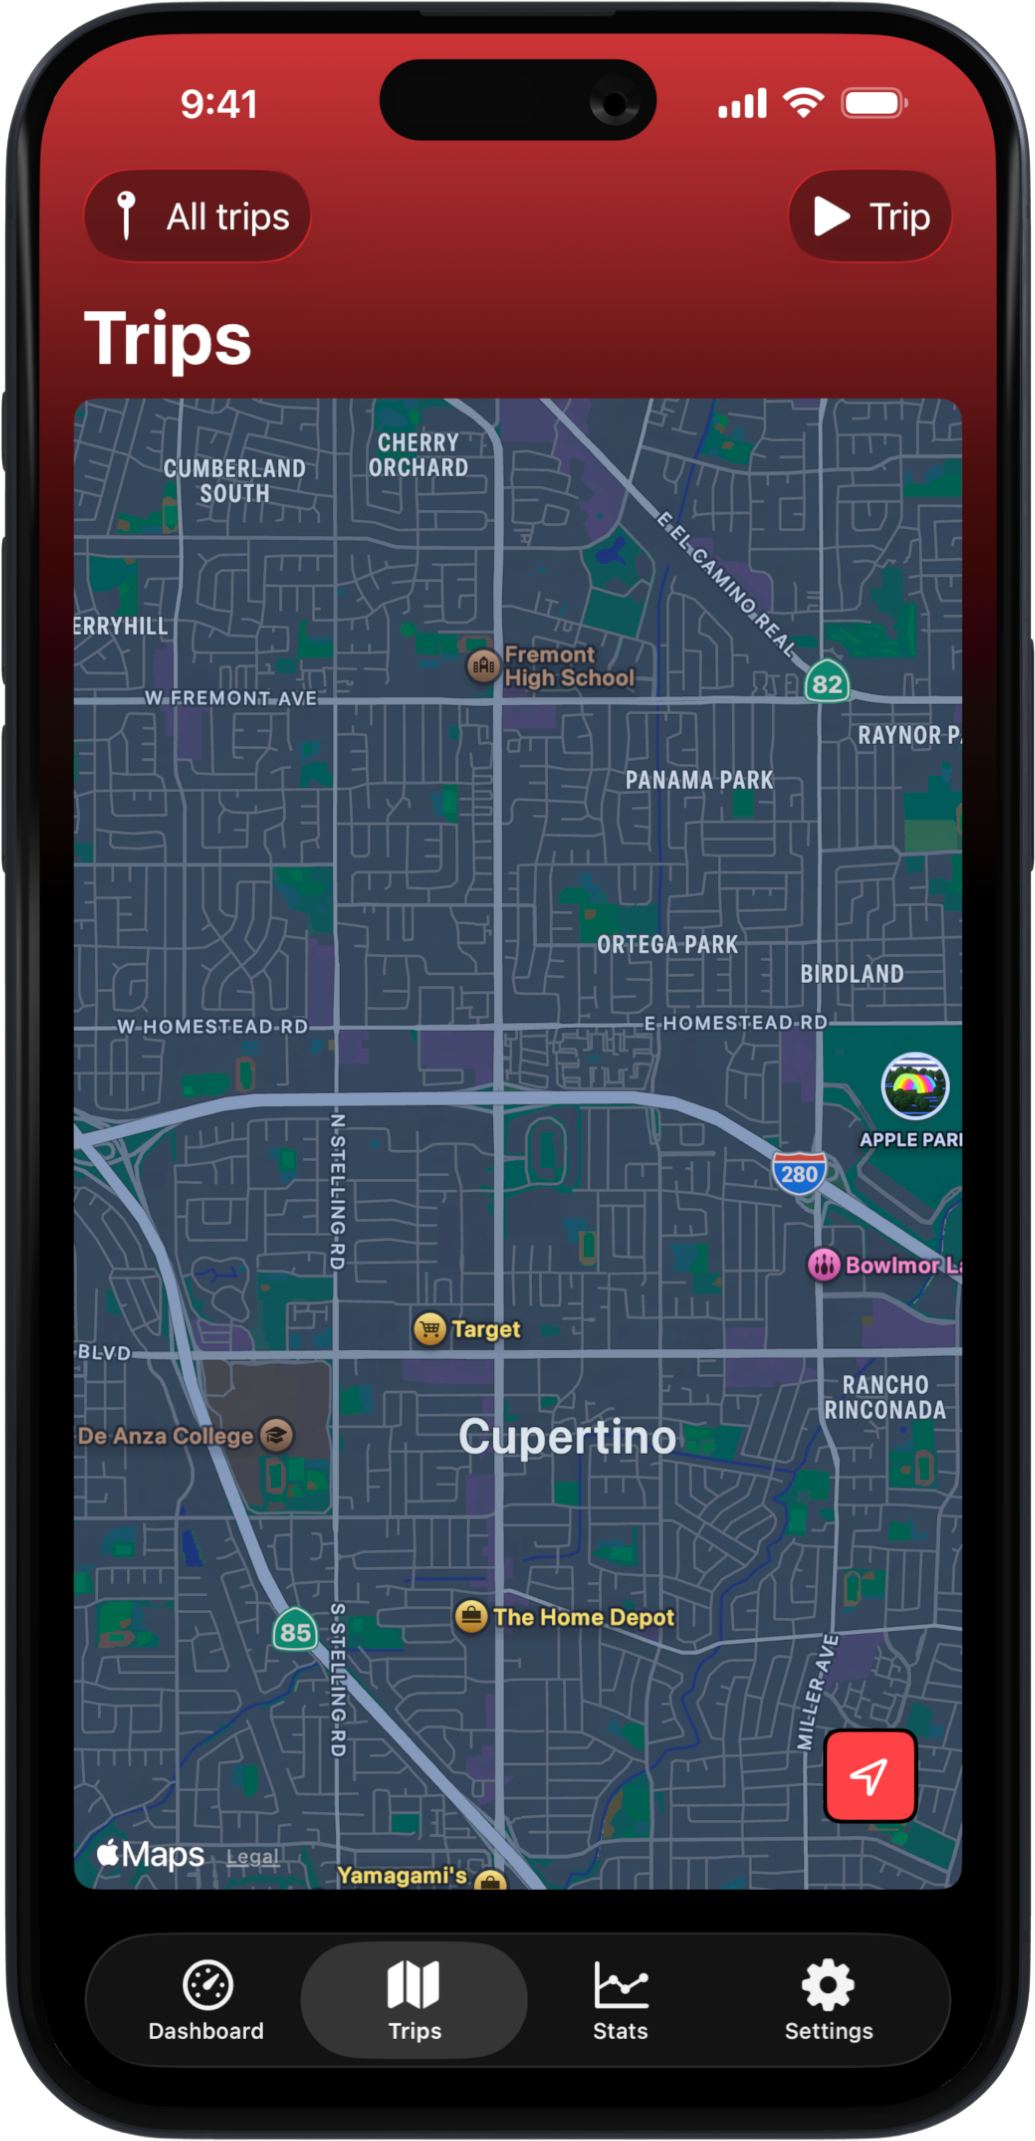 9:41
All trips
Trip
Trips
CHERRY
ORCHARD
CUMBERLAND
SOUTH
E EL CAMINO REAL
ERRYHILL
Fremont
High School
82
W FREMONT AVE
RAYNOR PA
PANAMA PARK
ORTEGA PARK
BIRDLAND
W HOMESTEAD RD
E HOMESTEAD RD
APPLE PARK
N STELLING RD
280
Bowlmor La
Target
BLVD
RANCHO
RINCONADA
De Anza College
Cupertino
The Home Depot
85
S STELLING RD
MILLER AVE
Maps
Legal
Yamagami's
Dashboard
Trips
Stats
Settings